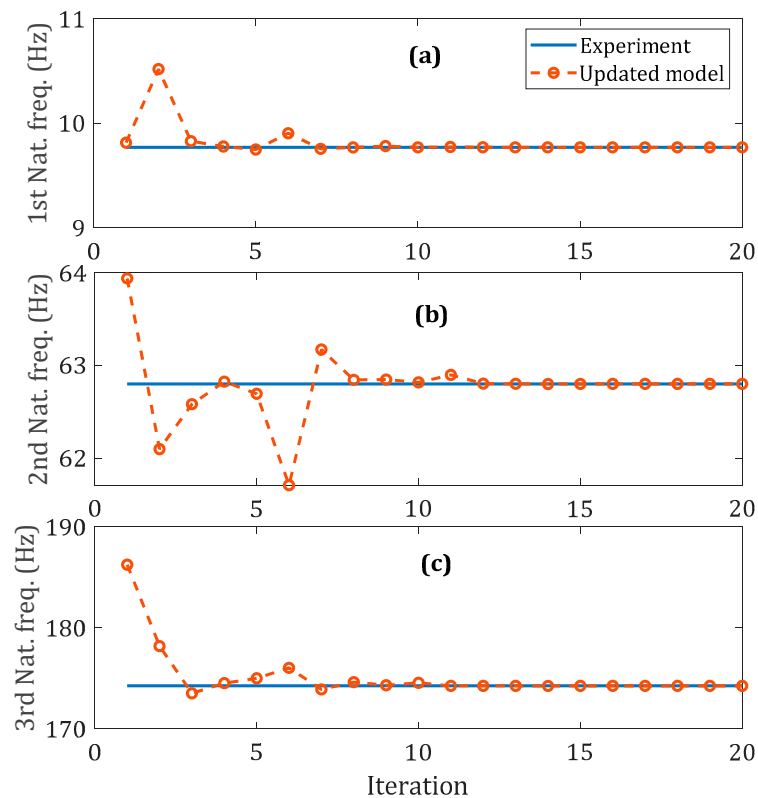 11
10
9
1st Nat. freq. (Hz)
(a)
Experiment
Updated model
0
5
10
15
20
64
63
62
2nd Nat. freq. (Hz)
(b)
0
5
10
15
20
190
180
170
3rd Nat. freq. (Hz)
(c)
0
5
10
15
20
Iteration